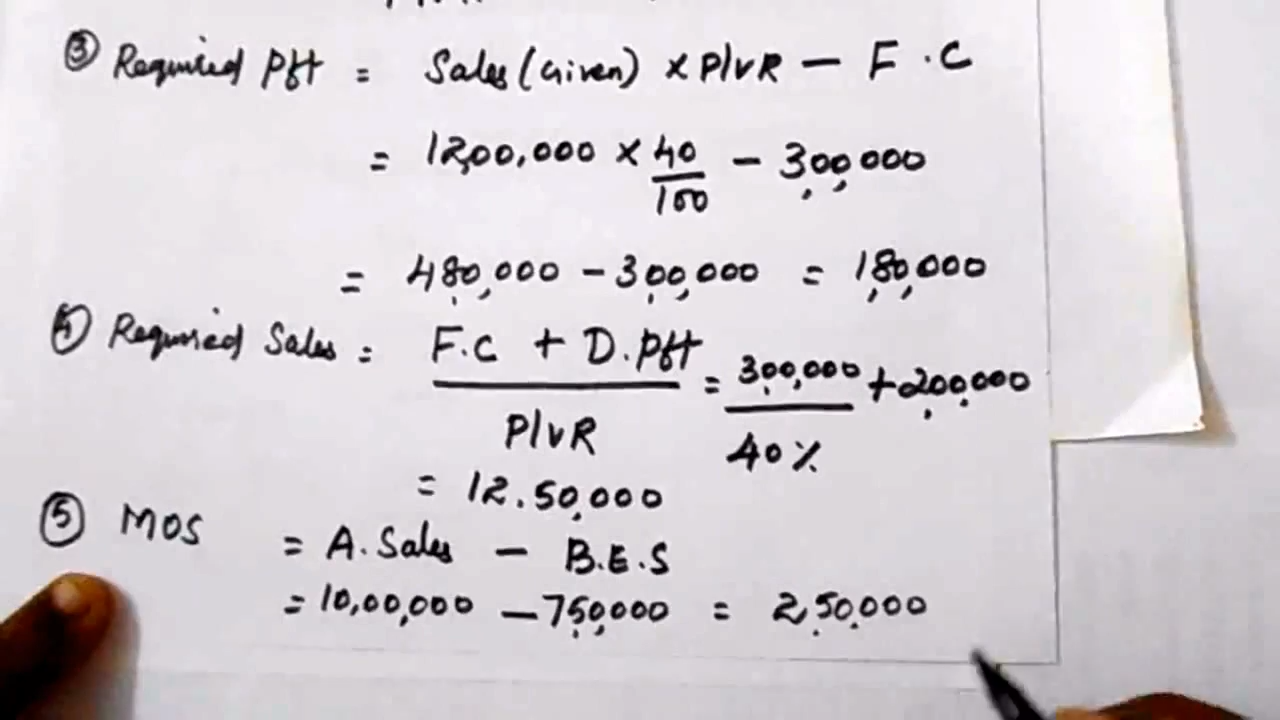 ③ Required Pft = Sales (Given) × P/V R — F.C
= 12,00,000 × 40/100 — 3,00,000
= 480,000 - 300,000 = 180,000
④ Required Sales = F.C + D.Pft / P/V R = 300,000 + 200,000 / 40%
= 12.50,000
⑤ MOS = A. Sales — B.E.S
= 10,00,000 — 750,000 = 2,50,000